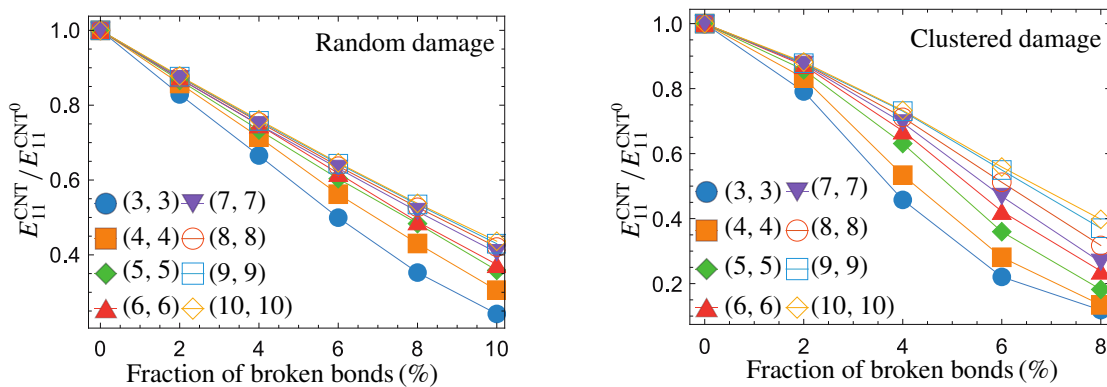 Random damage
1.0
0.8
0.6
0.4
E₁₁^CNT / E₁₁^CNT⁰
(3, 3) (7, 7)
(4, 4) (8, 8)
(5, 5) (9, 9)
(6, 6) (10, 10)
0 2 4 6 8 10
Fraction of broken bonds (%)
Clustered damage
1.0
0.8
0.6
0.4
0.2
E₁₁^CNT / E₁₁^CNT⁰
(3, 3) (7, 7)
(4, 4) (8, 8)
(5, 5) (9, 9)
(6, 6) (10, 10)
0 2 4 6 8
Fraction of broken bonds (%)